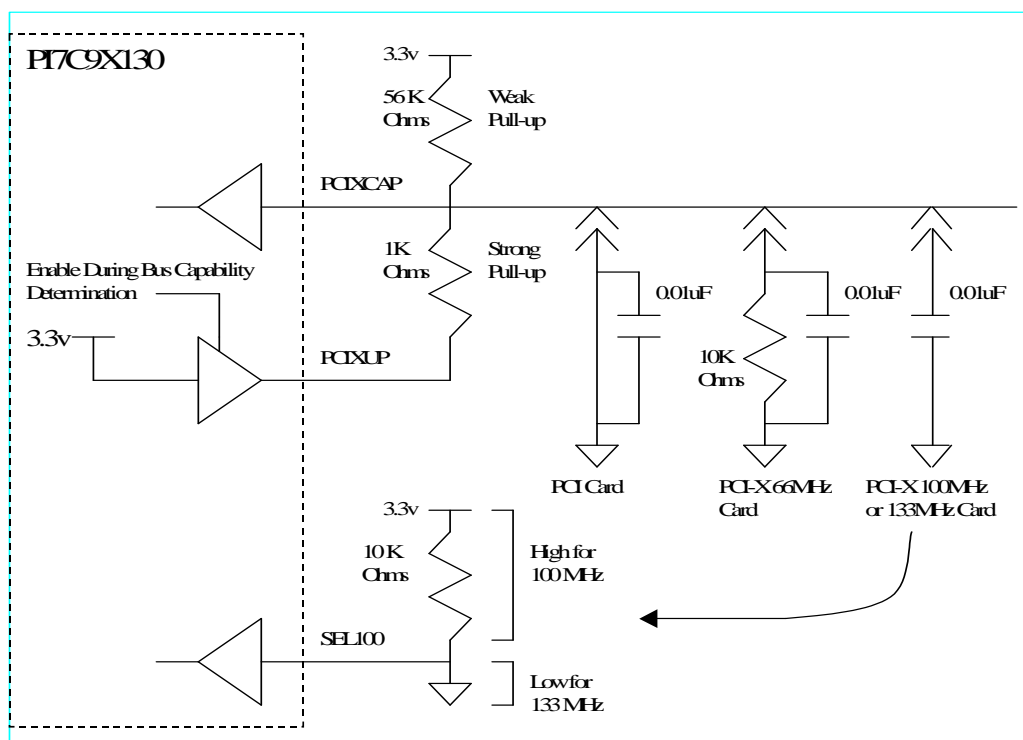 PI7C9X130
3.3v
56 K
Ohms
Weak
Pull-up
PCIXCAP
1K
Ohms
Strong
Pull-up
Enable During Bus Capability
Determination
3.3v
PCIXUP
0.01uF
0.01uF
0.01uF
10K
Ohms
PCI Card
PCI-X 66MHz
Card
PCI-X 100MHz
or 133MHz Card
3.3v
10 K
Ohms
High for
100 MHz
SEL100
Low for
133 MHz